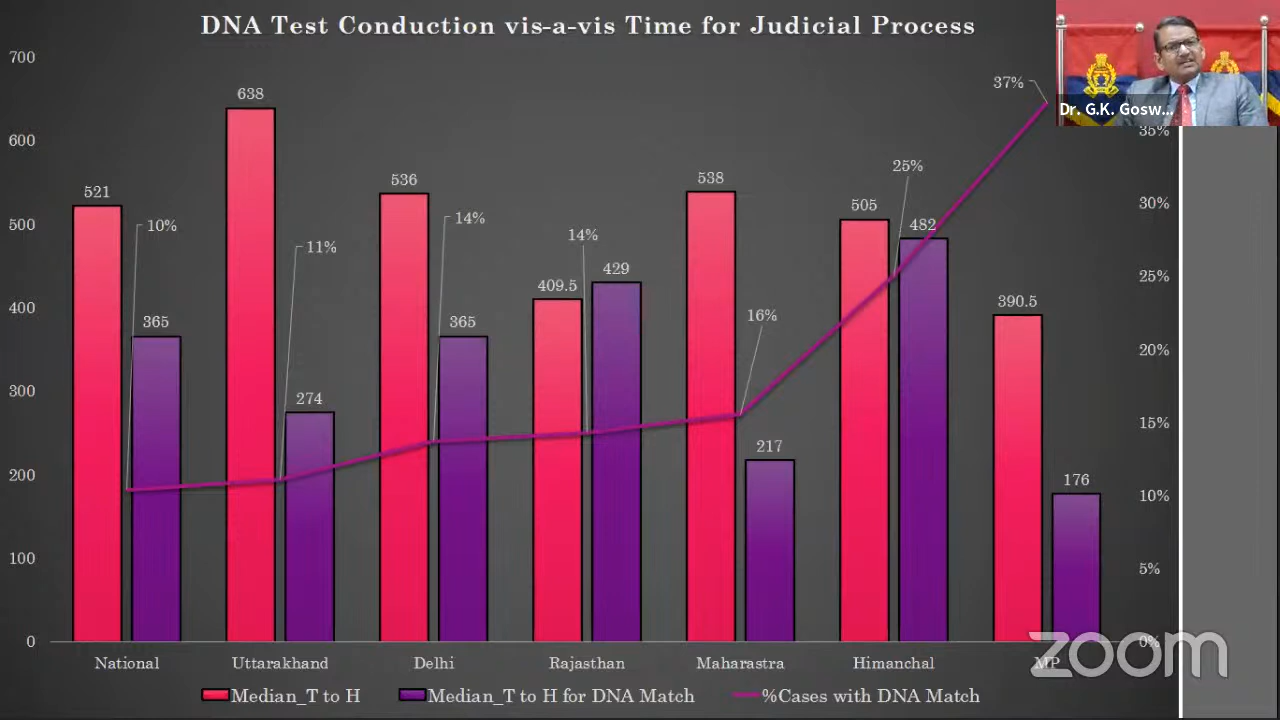 DNA Test Conduction vis-a-vis Time for Judicial Process
Dr. G.K. Gosw...
700
600
500
400
300
200
100
0
35%
30%
25%
20%
15%
10%
5%
0%
521
365
638
274
536
365
409.5
429
538
217
505
482
390.5
176
10%
11%
14%
14%
16%
25%
37%
National
Uttarakhand
Delhi
Rajasthan
Maharastra
Himanchal
MP
Median_T to H
Median_T to H for DNA Match
%Cases with DNA Match
zoom